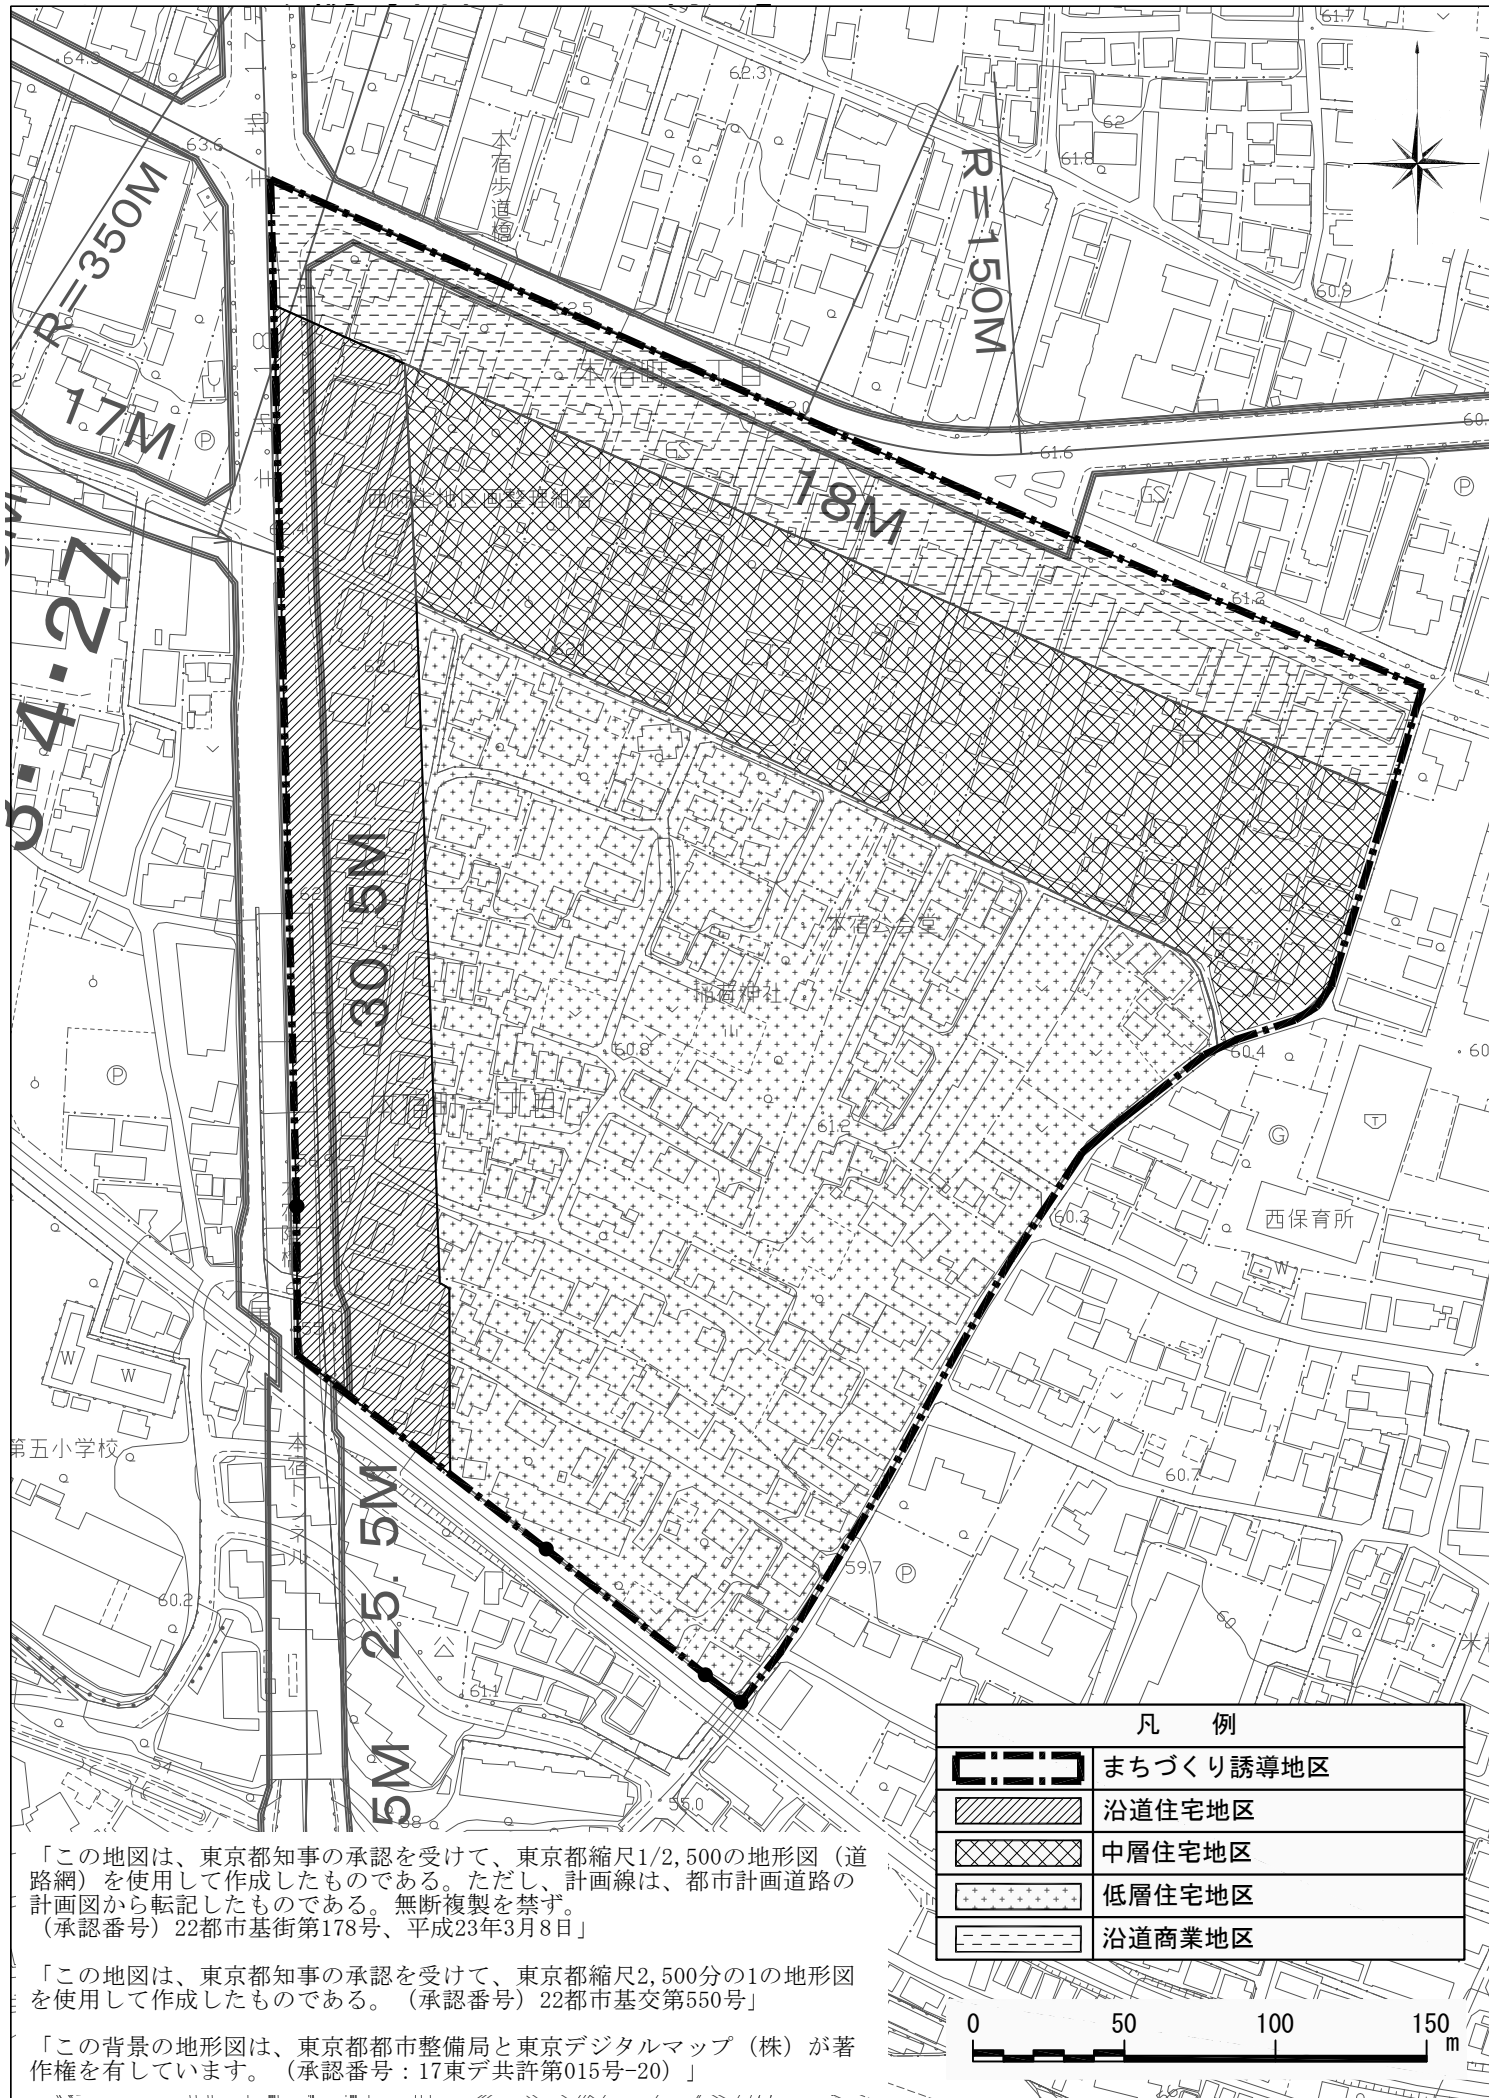 64.3
62.3
61.7
63.6
本宿歩道橋
62
61.8
R=350M
R=150M
60.9
63.5
本宿町二丁目
17M
P
GS
61.6
18M
GS
P
西府土地区画整理組合
3・4・27
61.2
62.1
30.5M
本宿公会堂
稲荷神社
60.8
60.4
P
61.2
G
T
60.3
西保育所
W
W
W
第五小学校
本宿トンネル
25.5M
60.7
59.7
P
60.2
60
61.1
54
5M
58
55.0
凡 例
まちづくり誘導地区
沿道住宅地区
中層住宅地区
低層住宅地区
沿道商業地区
「この地図は、東京都知事の承認を受けて、東京都縮尺1/2,500の地形図（道
路網）を使用して作成したものである。ただし、計画線は、都市計画道路の
計画図から転記したものである。無断複製を禁ず。
（承認番号）22都市基街第178号、平成23年3月8日」
「この地図は、東京都知事の承認を受けて、東京都縮尺2,500分の1の地形図
を使用して作成したものである。（承認番号）22都市基交第550号」
「この背景の地形図は、東京都都市整備局と東京デジタルマップ（株）が著
作権を有しています。（承認番号：17東デ共許第015号-20）」
0 50 100 150
m